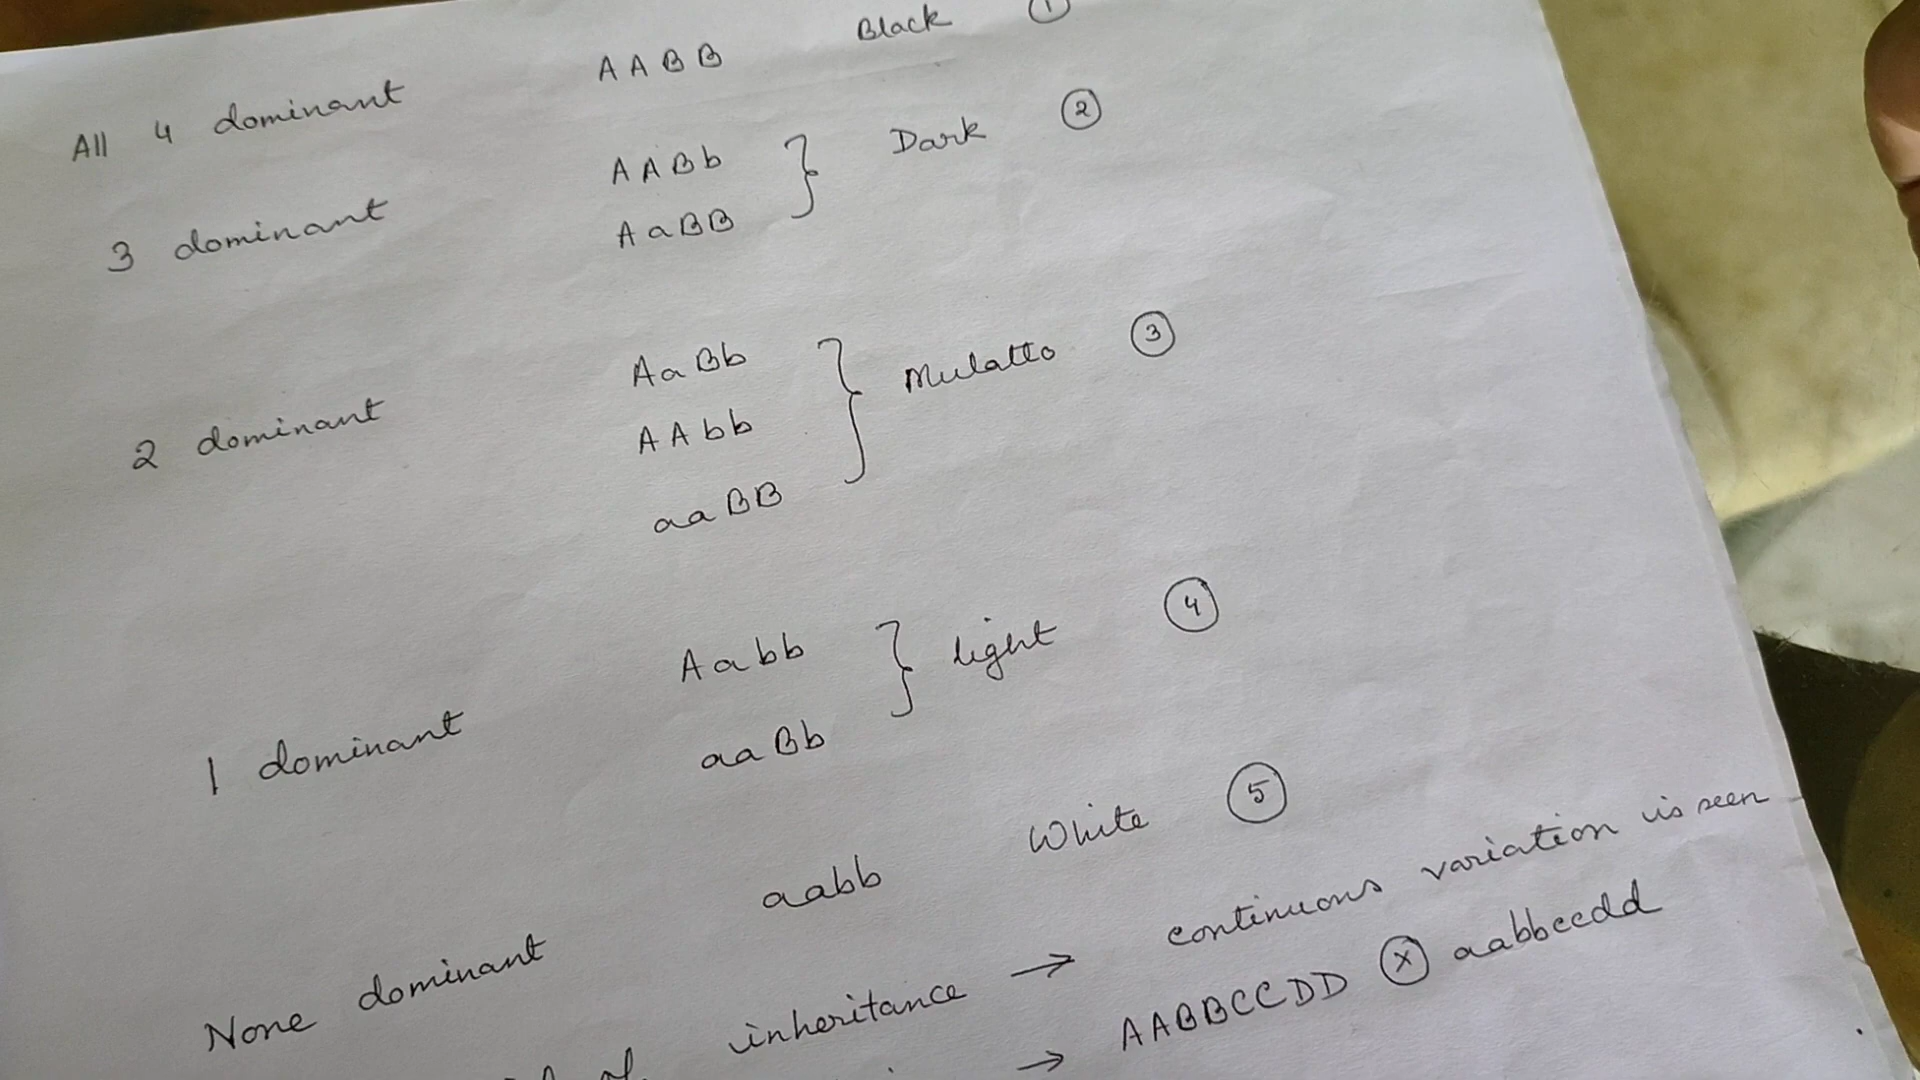 All 4 dominant AABB Black 1
3 dominant AABb } Dark 2
AaBB
2 dominant AaBb } Mulatto 3
AAbb
aaBB
1 dominant Aabb } light 4
aaBb
None dominant aabb White 5
inheritance → continuous variation is seen
→ AABBCCDD X aabbccdd